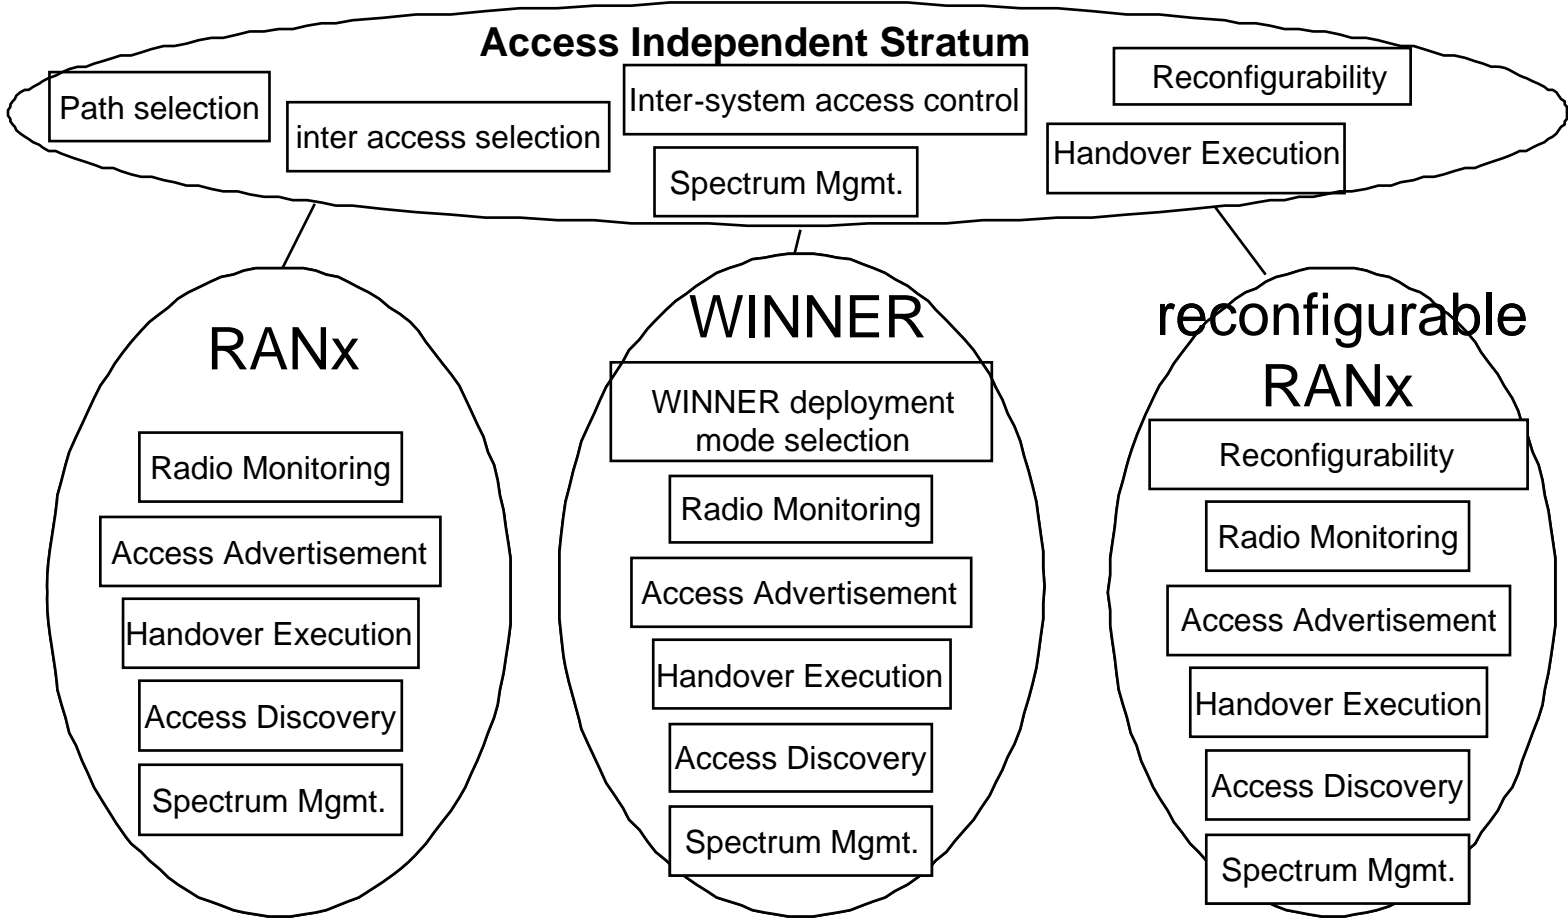 Access Independent Stratum
Path selection
inter access selection
Inter-system access control
Spectrum Mgmt.
Reconfigurability
Handover Execution
RANx
Radio Monitoring
Access Advertisement
Handover Execution
Access Discovery
Spectrum Mgmt.
WINNER
WINNER deployment
mode selection
Radio Monitoring
Access Advertisement
Handover Execution
Access Discovery
Spectrum Mgmt.
reconfigurable
RANx
Reconfigurability
Radio Monitoring
Access Advertisement
Handover Execution
Access Discovery
Spectrum Mgmt.